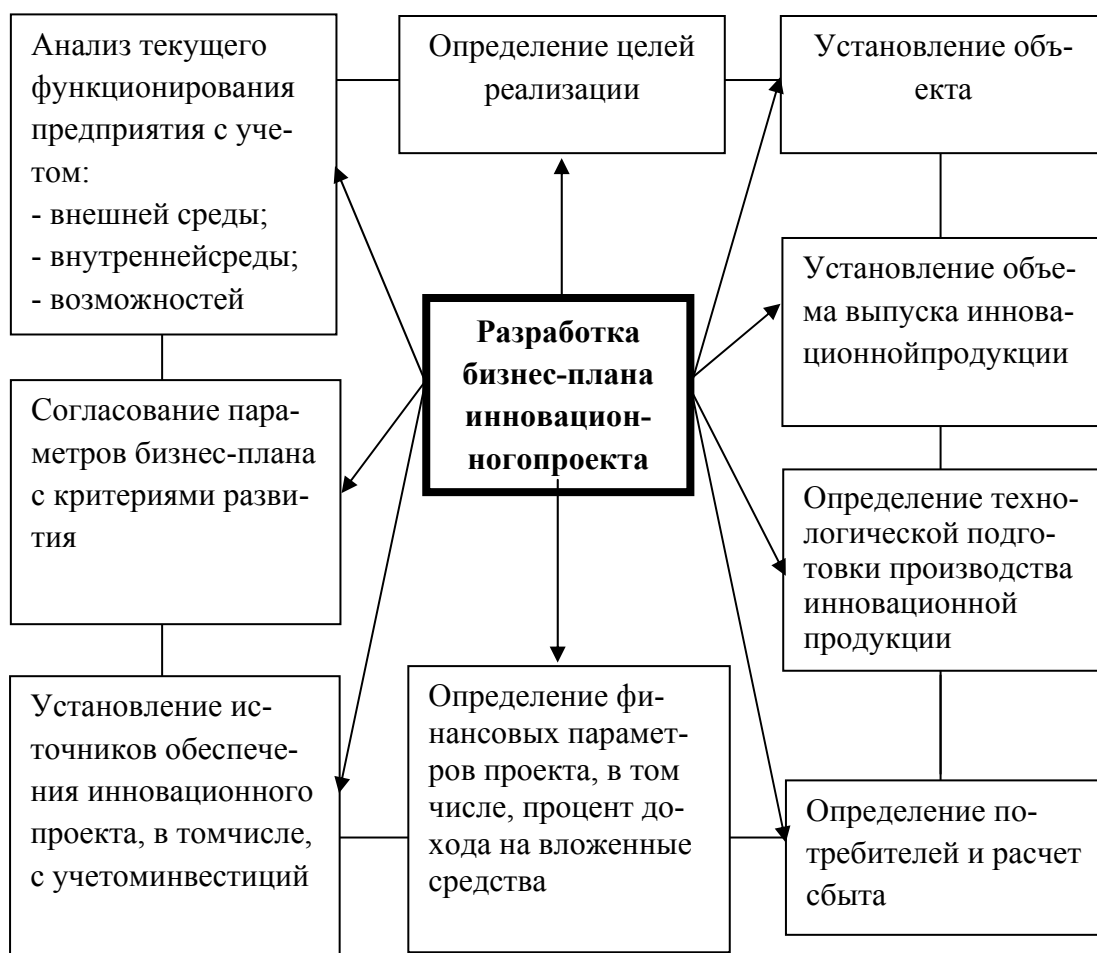 Анализ текущего
функционирования
предприятия с уче-
том:
- внешней среды;
- внутреннейсреды;
- возможностей
Определение целей
реализации
Установление объ-
екта
Установление объе-
ма выпуска иннова-
ционнойпродукции
Разработка
бизнес-плана
инновацион-
ногопроекта
Согласование пара-
метров бизнес-плана
с критериями разви-
тия
Определение техно-
логической подго-
товки производства
инновационной
продукции
Установление ис-
точников обеспече-
ния инновационного
проекта, в томчисле,
с учетоминвестиций
Определение фи-
нансовых парамет-
ров проекта, в том
числе, процент до-
хода на вложенные
средства
Определение по-
требителей и расчет
сбыта